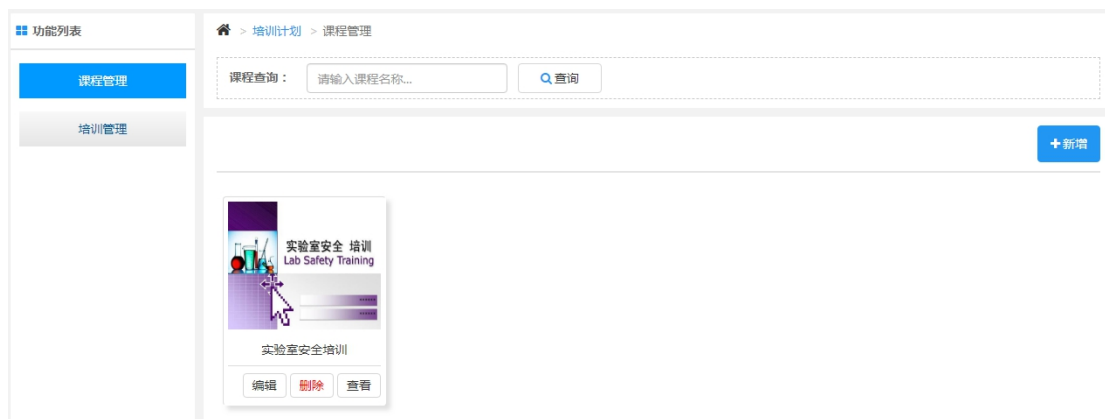 功能列表
课程管理
培训管理
> 培训计划 > 课程管理
课程查询： 请输入课程名称... 查询
+新增
实验室安全 培训
Lab Safety Training
实验室安全培训
编辑 删除 查看